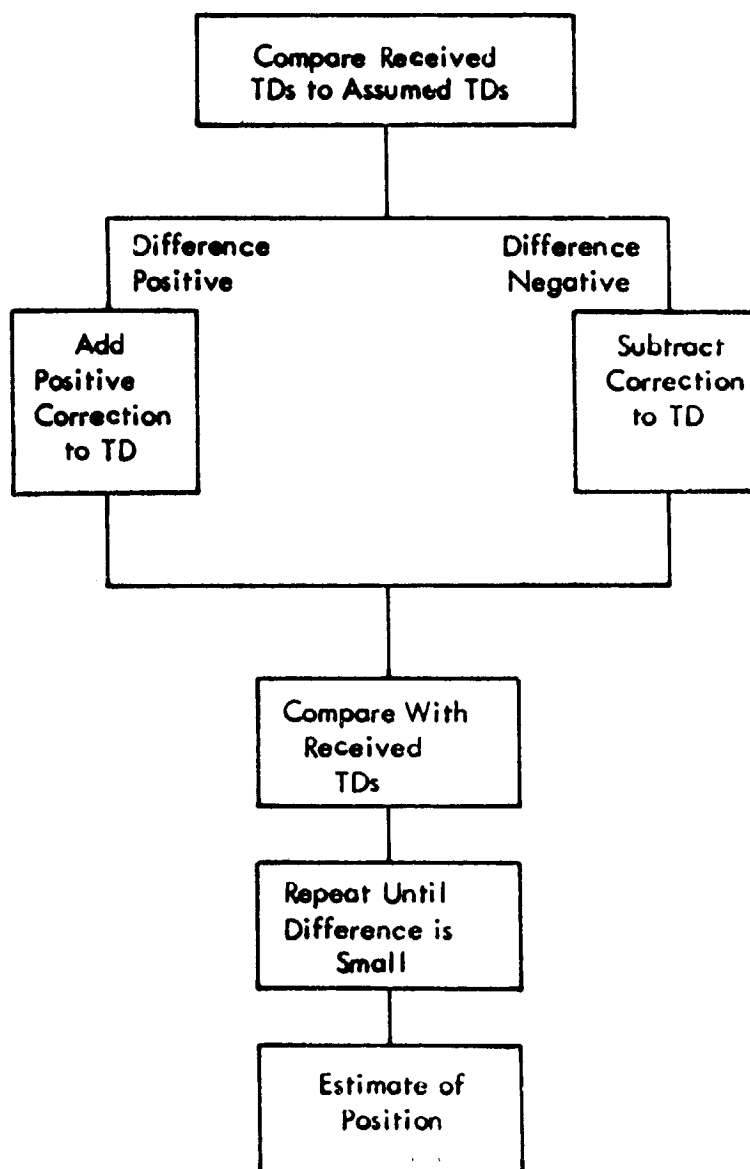 Compare Received
TDs to Assumed TDs
Difference
Positive
Difference
Negative
Add
Positive
Correction
to TD
Subtract
Correction
to TD
Compare With
Received
TDs
Repeat Until
Difference is
Small
Estimate of
Position